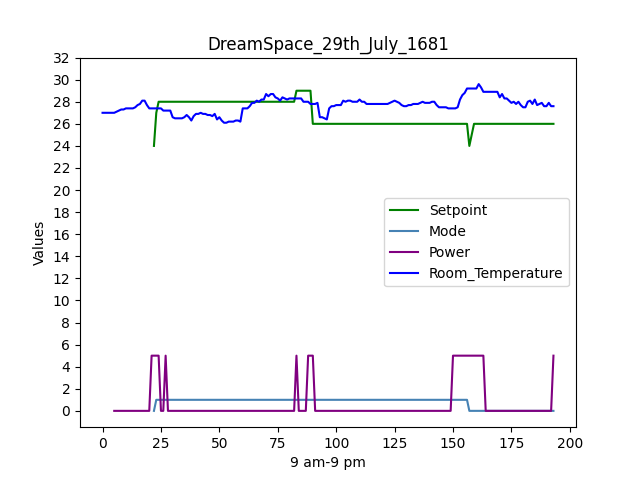 DreamSpace_29th_July_1681
32
30
28
26
24
22
20
18
16
14
12
10
8
6
4
2
0
Values
Setpoint
Mode
Power
Room_Temperature
0 25 50 75 100 125 150 175 200
9 am-9 pm